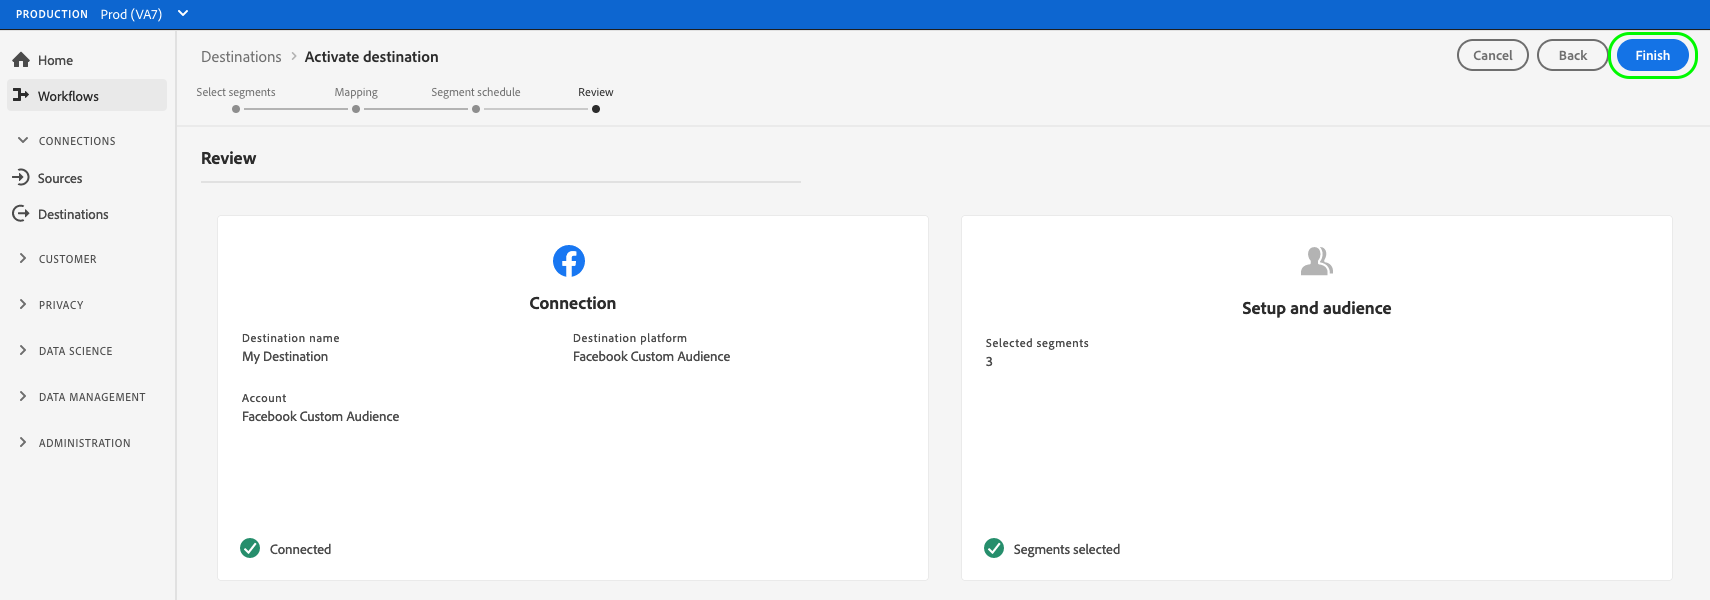 PRODUCTION Prod (VA7)
Home
Workflows
CONNECTIONS
Sources
Destinations
CUSTOMER
PRIVACY
DATA SCIENCE
DATA MANAGEMENT
ADMINISTRATION
Destinations > Activate destination
Cancel Back Finish
Select segments Mapping Segment schedule Review
Review
Connection
Destination name Destination platform
My Destination Facebook Custom Audience
Account
Facebook Custom Audience
Connected
Setup and audience
Selected segments
3
Segments selected